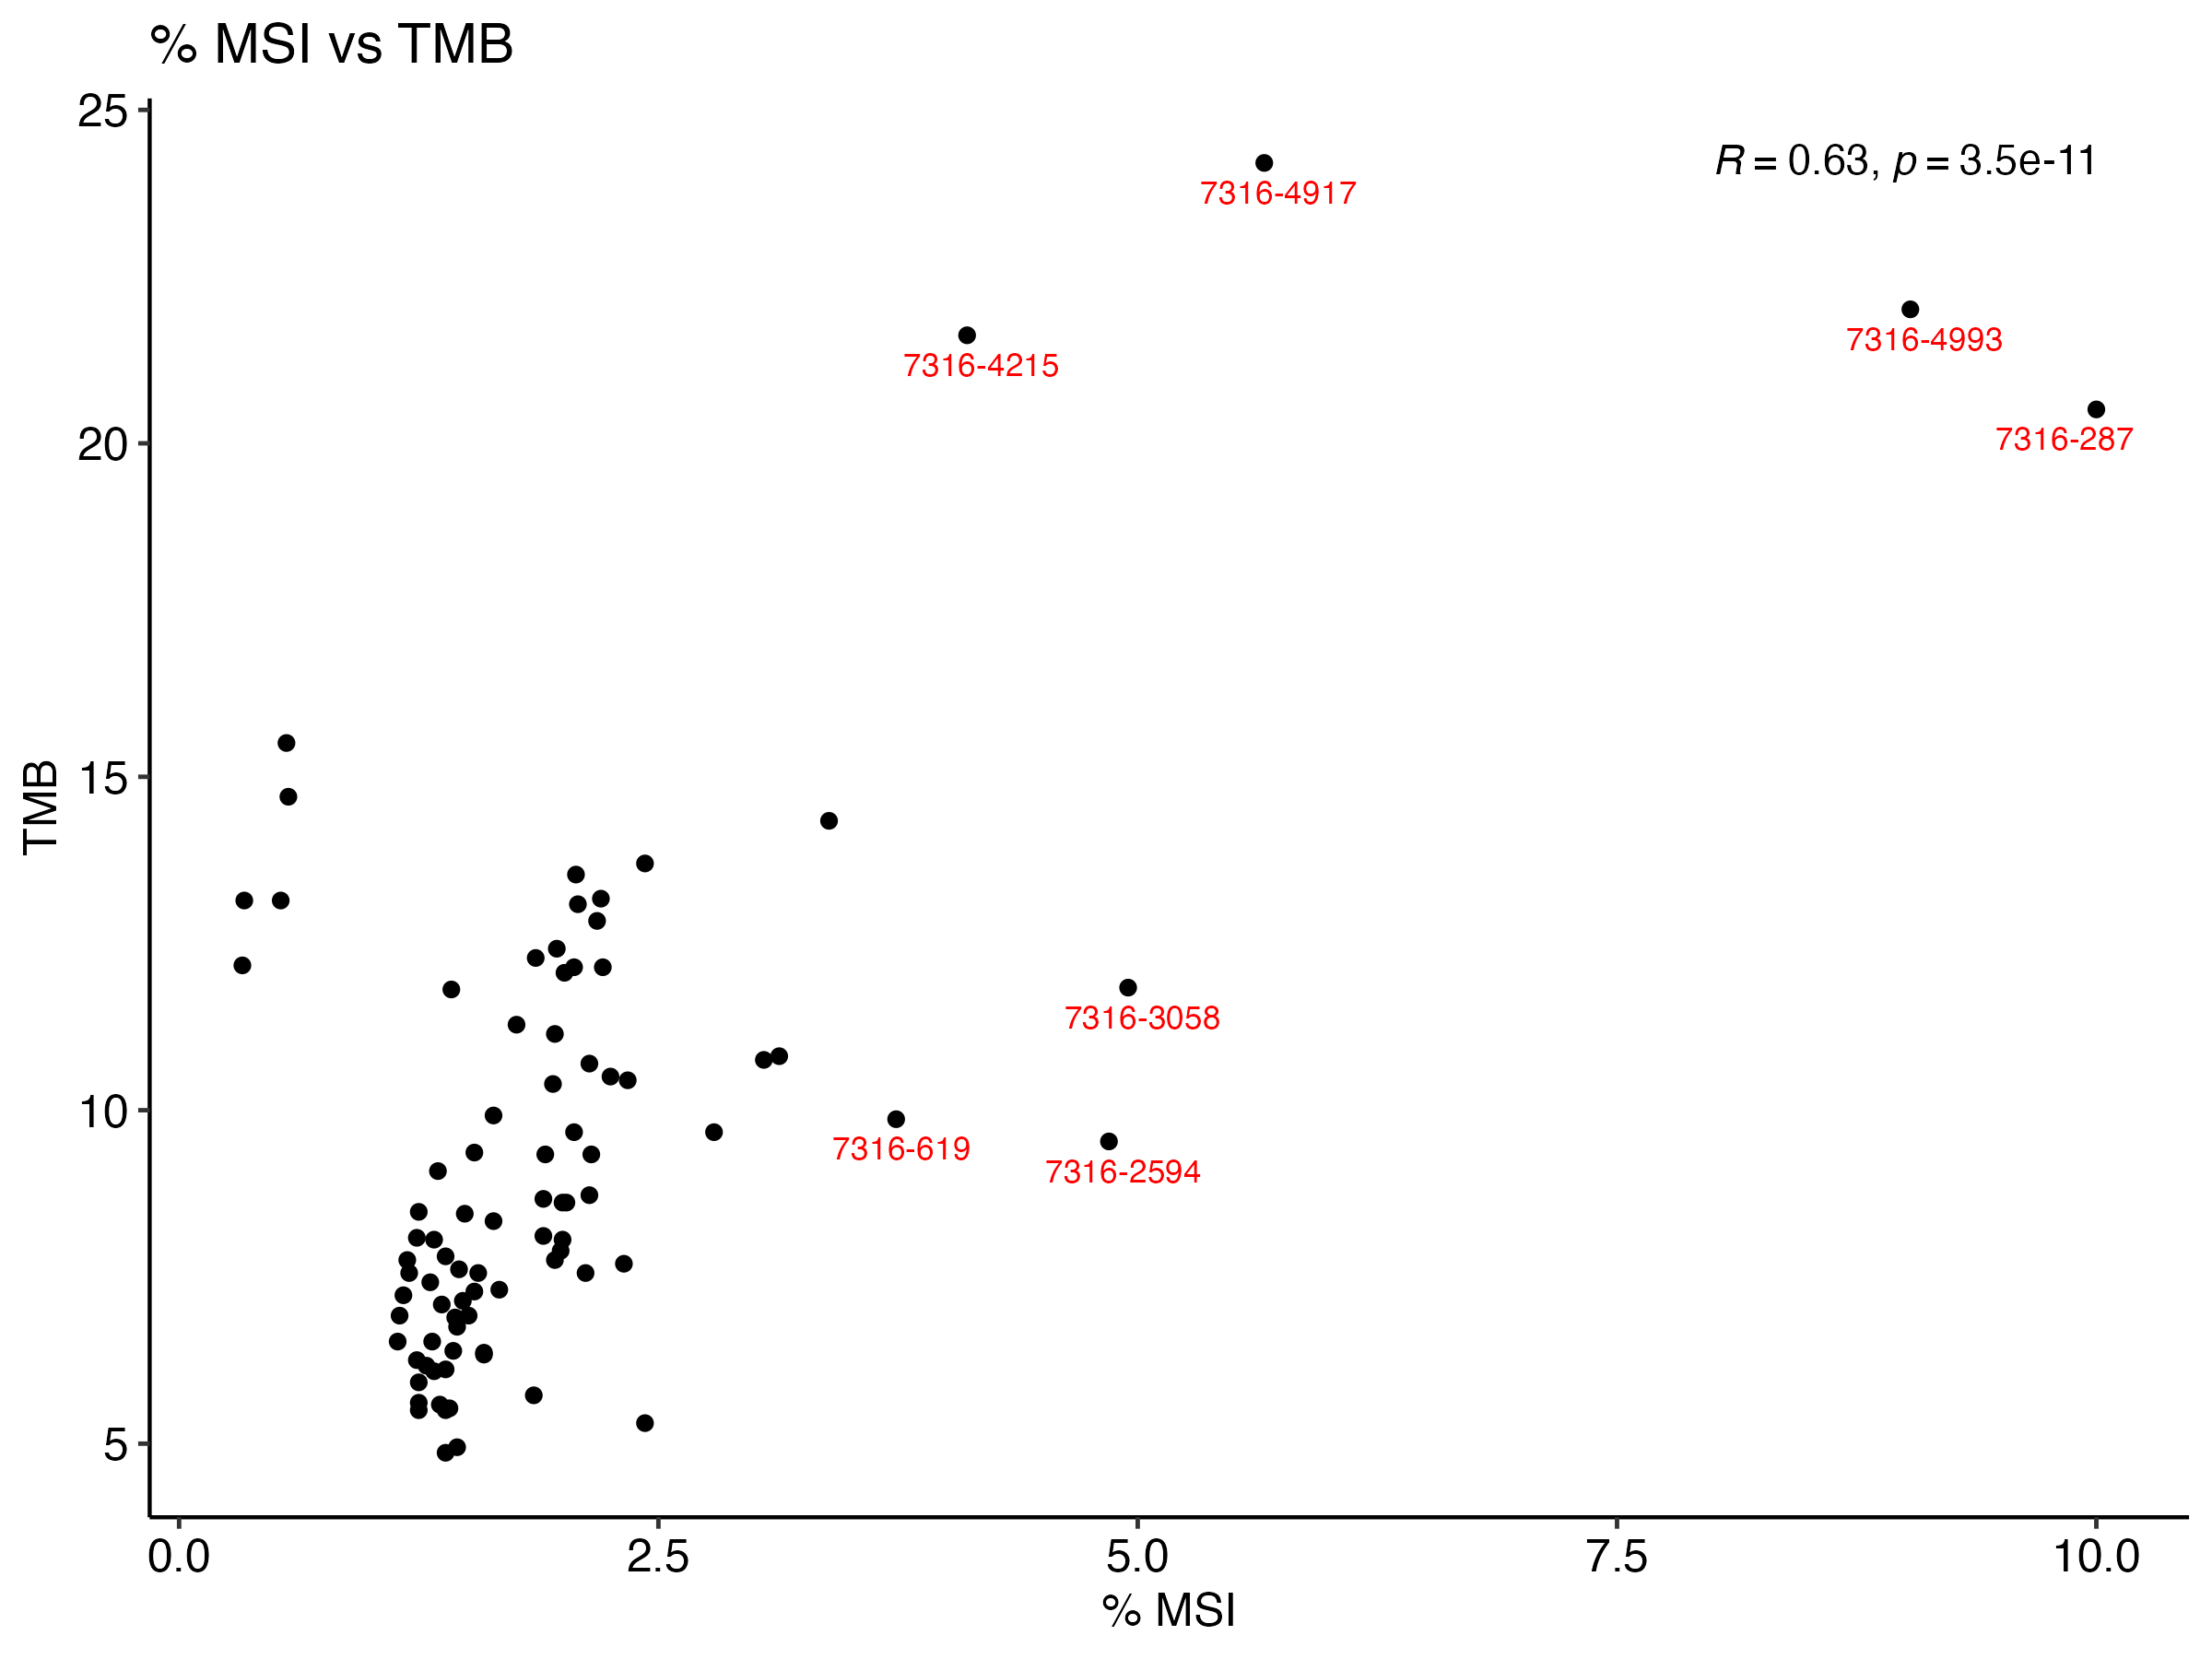 % MSI vs TMB
25
R = 0.63, p = 3.5e-11
7316-4917
7316-4993
7316-4215
20
7316-287
15
TMB
7316-3058
10
7316-619
7316-2594
5
0.0 2.5 5.0 7.5 10.0
% MSI